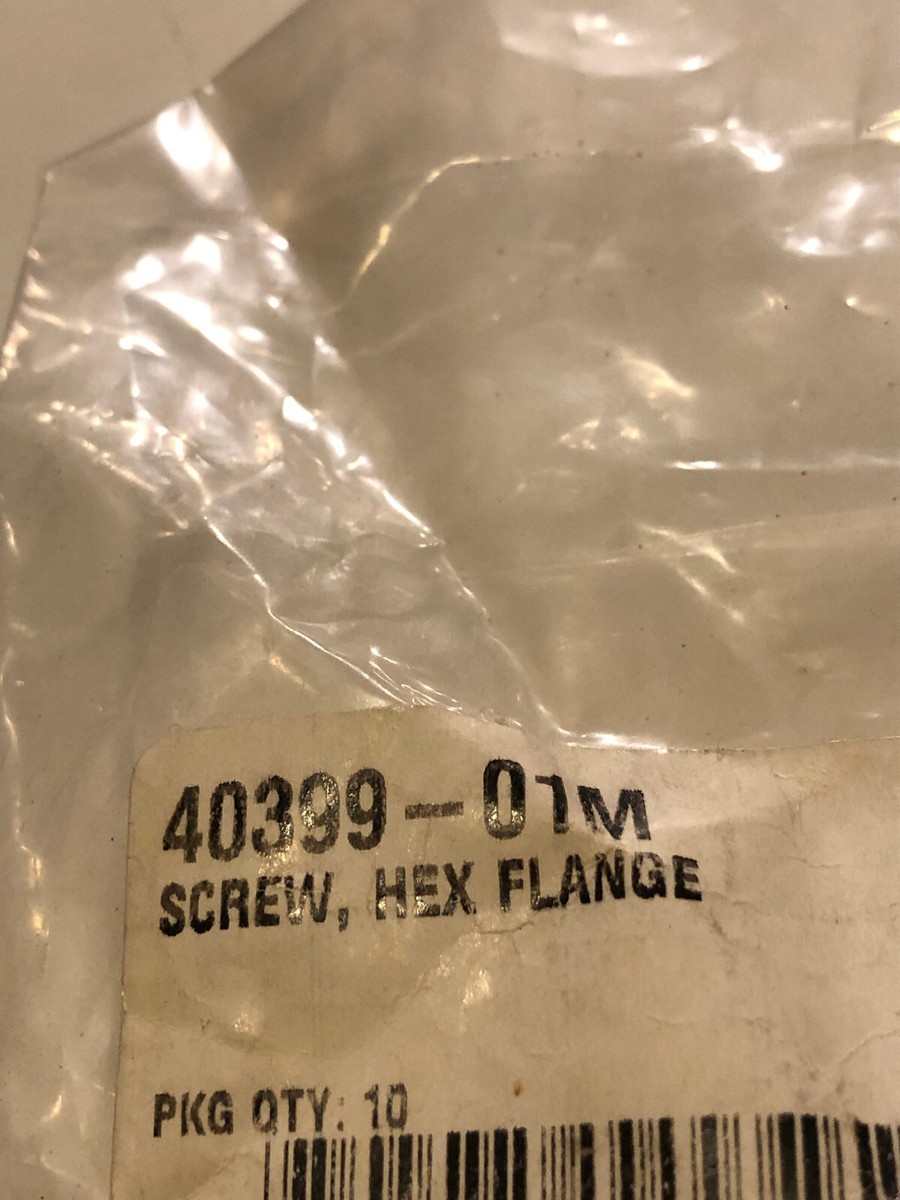 40399-01M
SCREW, HEX FLANGE
PKG QTY: 10